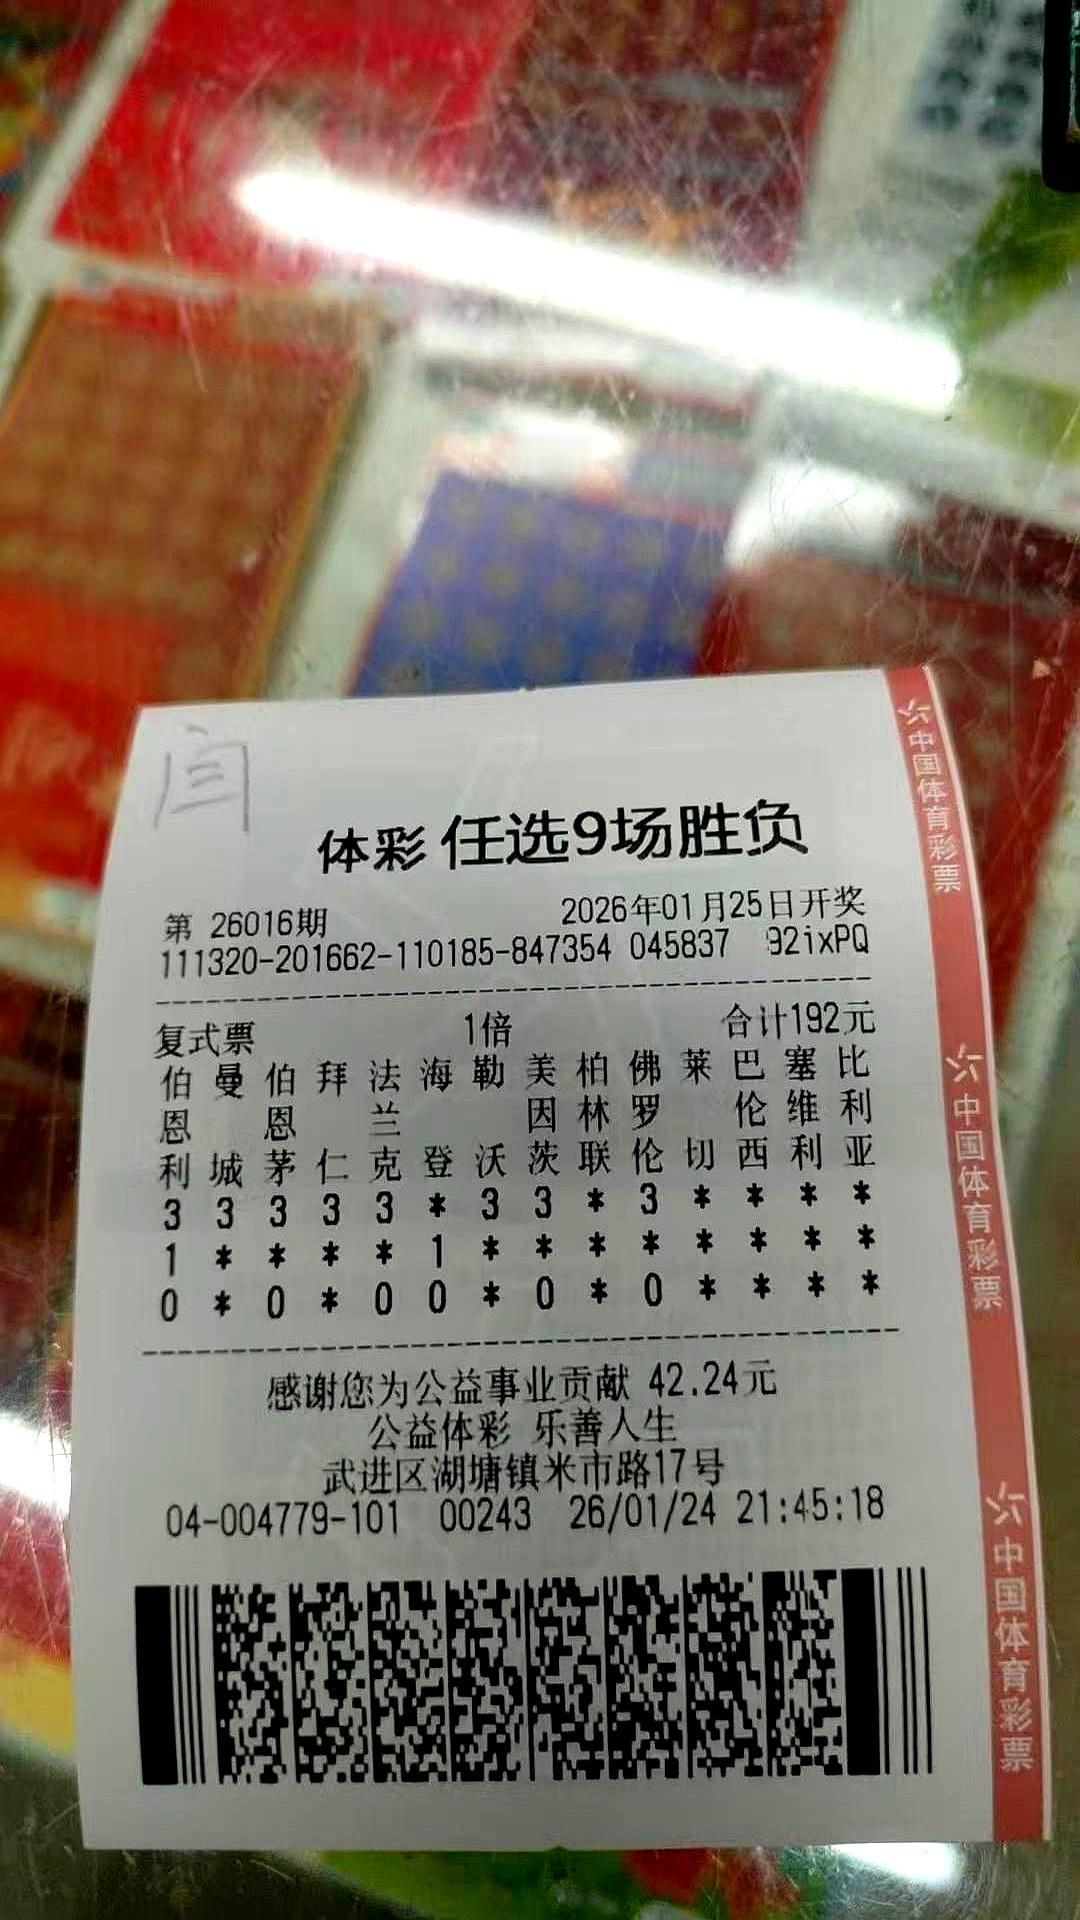 闫
体彩 任选9场胜负
第 26016期 2026年01月25日开奖
111320-201662-110185-847354 045837 92ixPQ
复式票 1倍 合计192元
伯 曼 伯 拜 法 海 勒 美 柏 佛 莱 巴 塞 比
恩 恩 兰 因 林 罗 伦 维 利
利 城 茅 仁 克 登 沃 茨 联 伦 切 西 利 亚
3 3 3 3 3 * 3 3 * 3 * * * *
1 * * * * 1 * * * * * * * *
0 * 0 * 0 0 * 0 * 0 * * * *
感谢您为公益事业贡献 42.24元
公益体彩 乐善人生
武进区湖塘镇米市路17号
04-004779-101 00243 26/01/24 21:45:18
中国体育彩票
中国体育彩票
中国体育彩票